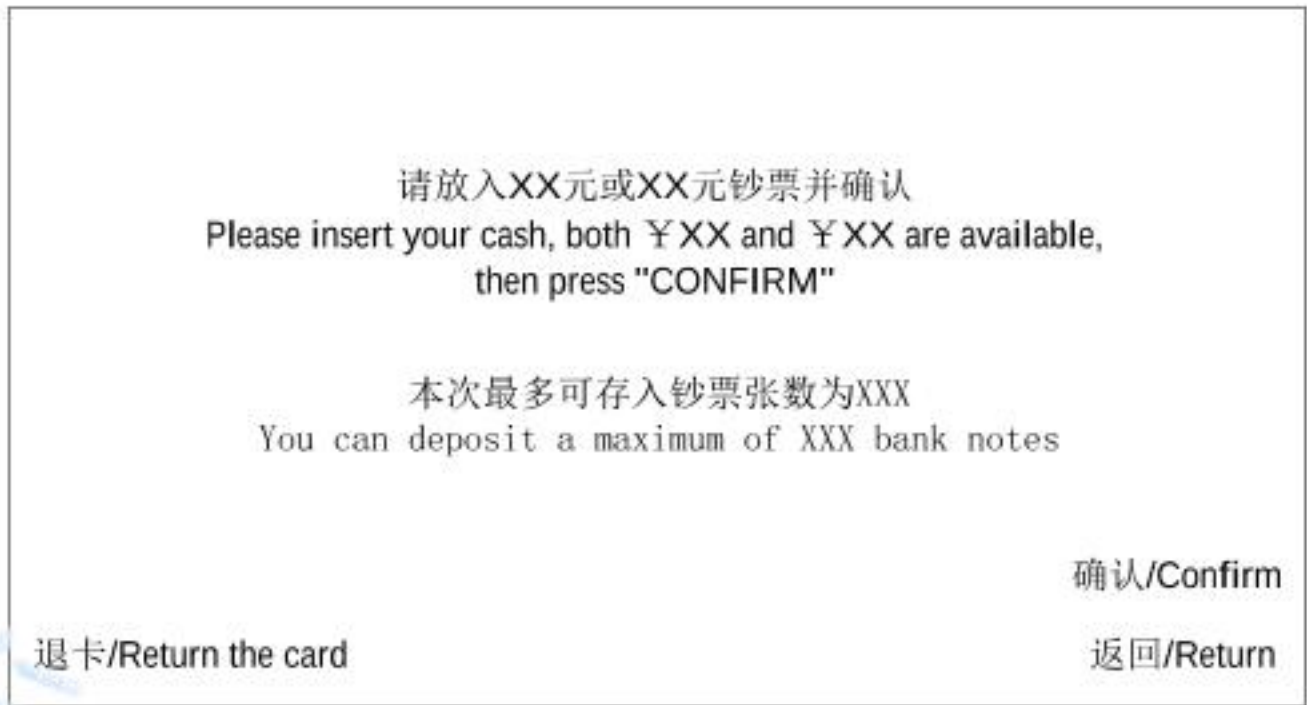 请放入XX元或XX元钞票并确认
Please insert your cash, both ￥XX and ￥XX are available,
then press "CONFIRM"
本次最多可存入钞票张数为XXX
You can deposit a maximum of XXX bank notes
确认/Confirm
退卡/Return the card
返回/Return